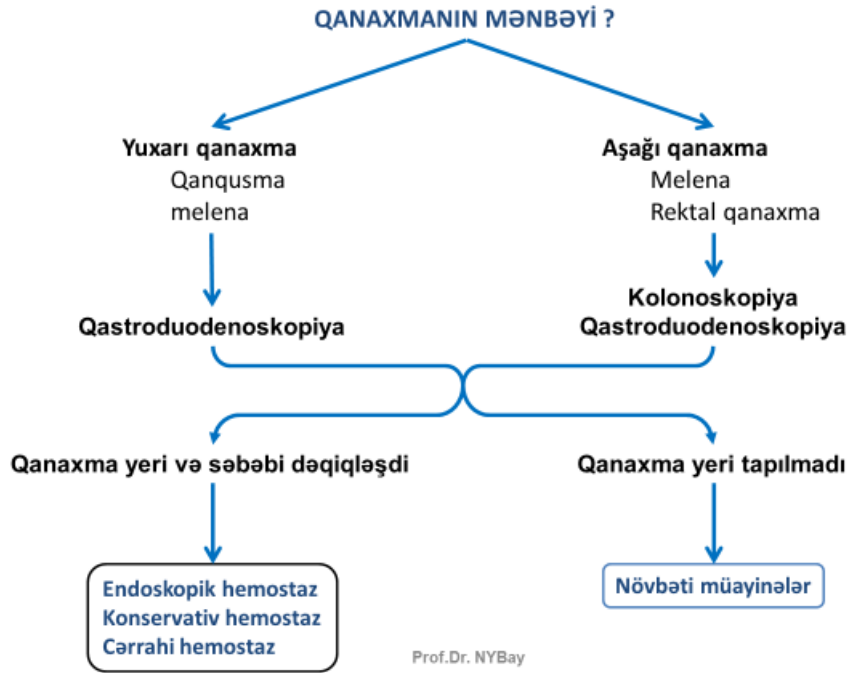 QANAXMANIN MƏNBƏYİ ?
Yuxarı qanaxma
Qanqusma
melena
Aşağı qanaxma
Melena
Rektal qanaxma
Qastroduodenoskopiya
Kolonoskopiya
Qastroduodenoskopiya
Qanaxma yeri və səbəbi dəqiqləşdi
Qanaxma yeri tapılmadı
Endoskopik hemostaz
Konservativ hemostaz
Cərrahi hemostaz
Növbəti müayinələr
Prof.Dr. NYBay